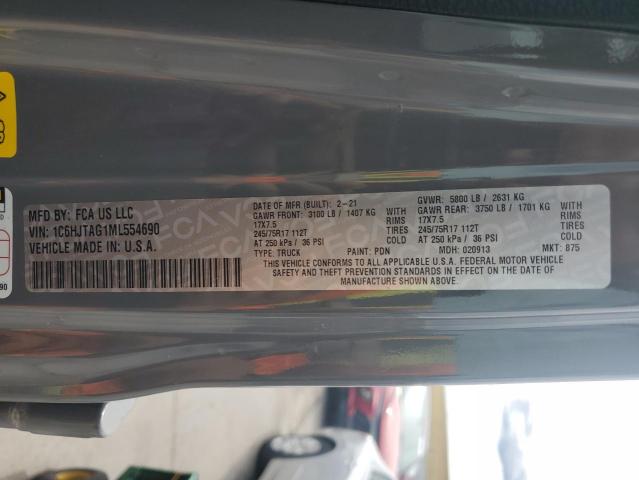 MFD BY: FCA US LLC
VIN: 1C6HJTAG1ML554690
VEHICLE MADE IN: U.S.A.
DATE OF MFR (BUILT): 2-21
GAWR FRONT: 3100 LB / 1407 KG WITH
17X7.5 RIMS
245/75R17 112T TIRES
AT 250 kPa / 36 PSI COLD
TYPE: TRUCK
GVWR: 5800 LB / 2631 KG
GAWR REAR: 3750 LB / 1701 KG WITH
17X7.5 RIMS
245/75R17 112T TIRES
AT 250 kPa / 36 PSI COLD
PAINT: PDN MDH: 020913 MKT: 875
THIS VEHICLE CONFORMS TO ALL APPLICABLE U.S.A. FEDERAL MOTOR VEHICLE
SAFETY AND THEFT PREVENTION STANDARDS IN EFFECT ON THE DATE OF
MANUFACTURE SHOWN ABOVE.
90